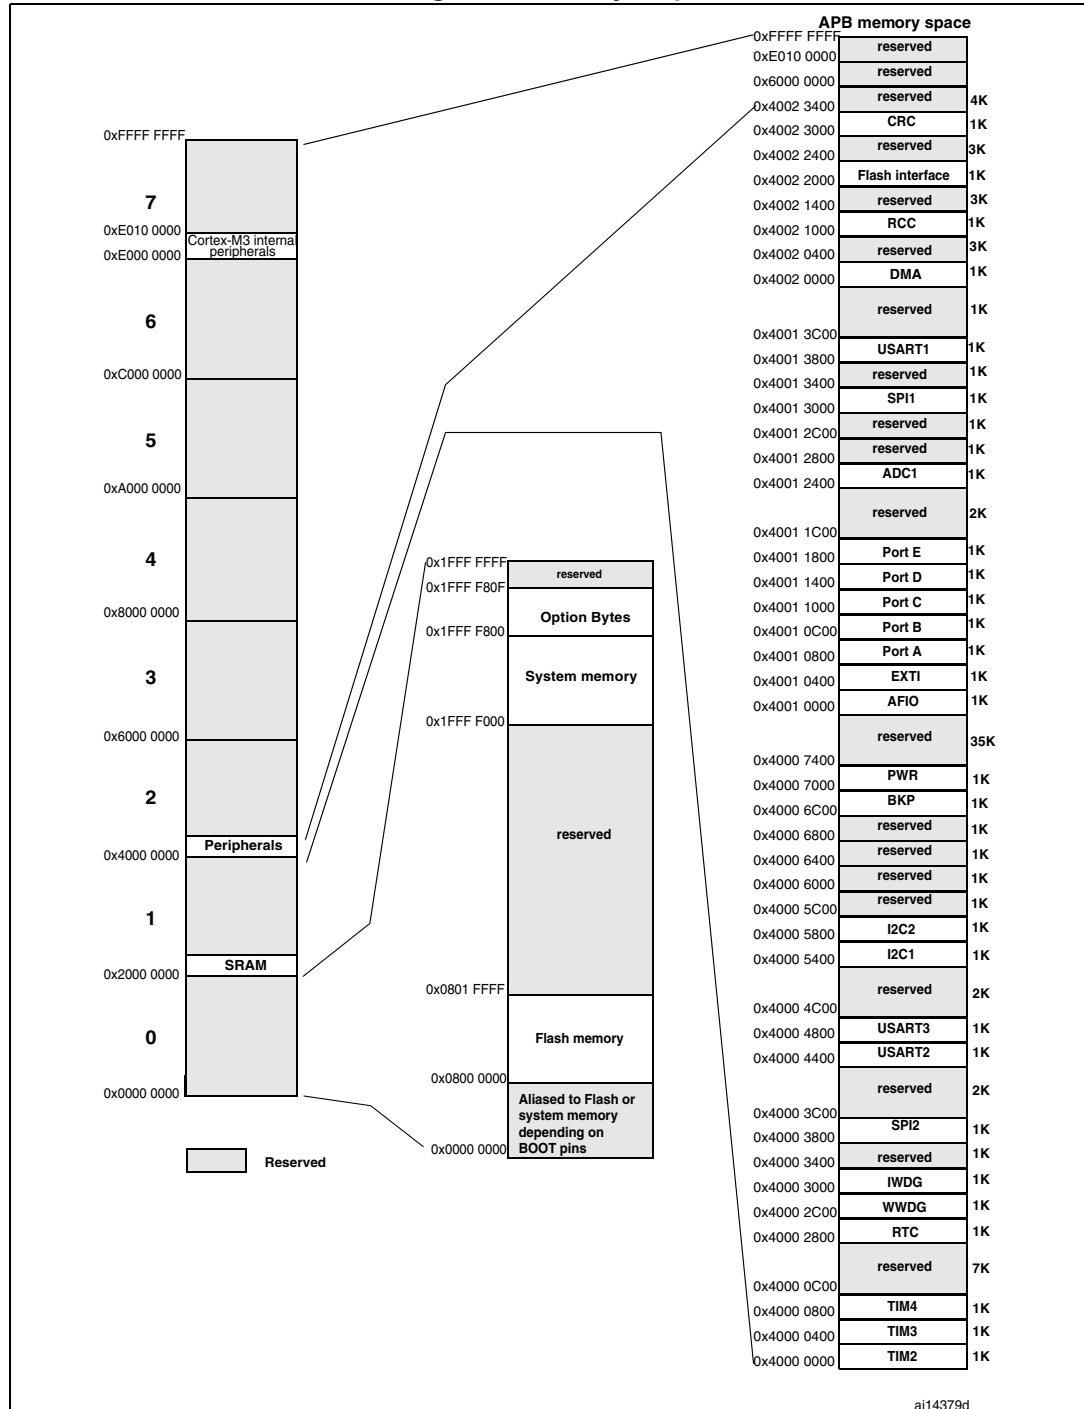 0xFFFF FFFF
7
0xE010 0000
Cortex-M3 internal
peripherals
0xE000 0000
6
0xC000 0000
5
0xA000 0000
4
0x8000 0000
3
0x6000 0000
2
Peripherals
0x4000 0000
1
SRAM
0x2000 0000
0
0x0000 0000
Reserved
0x1FFF FFFF
reserved
0x1FFF F80F
Option Bytes
0x1FFF F800
System memory
0x1FFF F000
reserved
0x0801 FFFF
Flash memory
0x0800 0000
Aliased to Flash or
system memory
depending on
BOOT pins
0x0000 0000
APB memory space
0xFFFF FFFF
reserved
0xE010 0000
reserved
0x6000 0000
reserved 4K
0x4002 3400
CRC 1K
0x4002 3000
reserved 3K
0x4002 2400
Flash interface 1K
0x4002 2000
reserved 3K
0x4002 1400
RCC 1K
0x4002 1000
reserved 3K
0x4002 0400
DMA 1K
0x4002 0000
reserved 1K
0x4001 3C00
USART1 1K
0x4001 3800
reserved 1K
0x4001 3400
SPI1 1K
0x4001 3000
reserved 1K
0x4001 2C00
reserved 1K
0x4001 2800
ADC1 1K
0x4001 2400
reserved 2K
0x4001 1C00
Port E 1K
0x4001 1800
Port D 1K
0x4001 1400
Port C 1K
0x4001 1000
Port B 1K
0x4001 0C00
Port A 1K
0x4001 0800
EXTI 1K
0x4001 0400
AFIO 1K
0x4001 0000
reserved 35K
0x4000 7400
PWR 1K
0x4000 7000
BKP 1K
0x4000 6C00
reserved 1K
0x4000 6800
reserved 1K
0x4000 6400
reserved 1K
0x4000 6000
reserved 1K
0x4000 5C00
I2C2 1K
0x4000 5800
I2C1 1K
0x4000 5400
reserved 2K
0x4000 4C00
USART3 1K
0x4000 4800
USART2 1K
0x4000 4400
reserved 2K
0x4000 3C00
SPI2 1K
0x4000 3800
reserved 1K
0x4000 3400
IWDG 1K
0x4000 3000
WWDG 1K
0x4000 2C00
RTC 1K
0x4000 2800
reserved 7K
0x4000 0C00
TIM4 1K
0x4000 0800
TIM3 1K
0x4000 0400
TIM2 1K
0x4000 0000
ai14379d